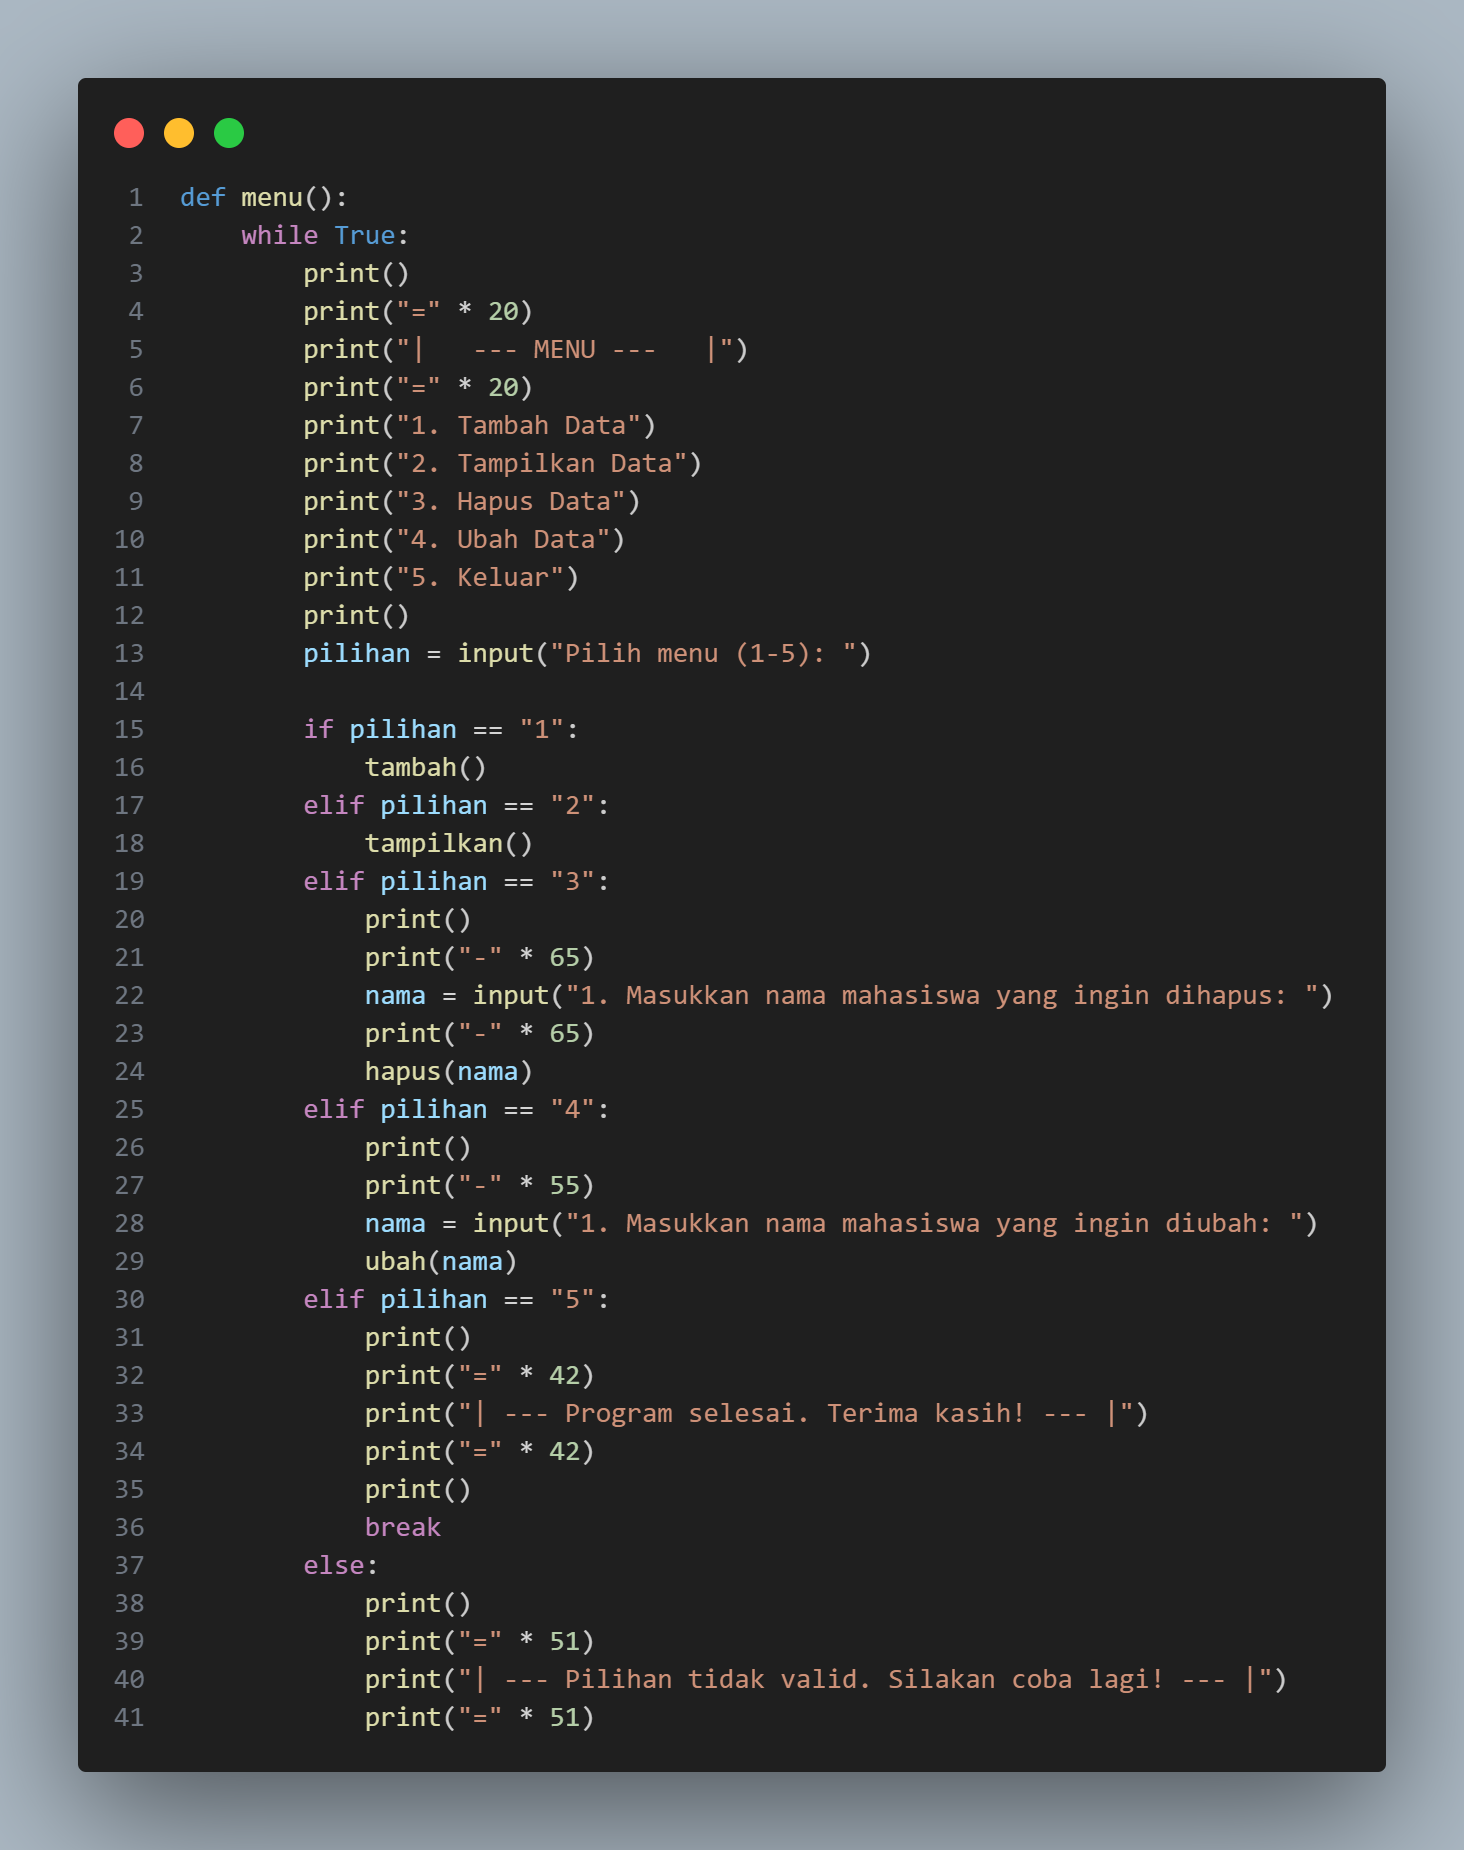 1 def menu():
2     while True:
3         print()
4         print("=" * 20)
5         print("|   --- MENU ---   |")
6         print("=" * 20)
7         print("1. Tambah Data")
8         print("2. Tampilkan Data")
9         print("3. Hapus Data")
10         print("4. Ubah Data")
11         print("5. Keluar")
12         print()
13         pilihan = input("Pilih menu (1-5): ")
14
15         if pilihan == "1":
16             tambah()
17         elif pilihan == "2":
18             tampilkan()
19         elif pilihan == "3":
20             print()
21             print("-" * 65)
22             nama = input("1. Masukkan nama mahasiswa yang ingin dihapus: ")
23             print("-" * 65)
24             hapus(nama)
25         elif pilihan == "4":
26             print()
27             print("-" * 55)
28             nama = input("1. Masukkan nama mahasiswa yang ingin diubah: ")
29             ubah(nama)
30         elif pilihan == "5":
31             print()
32             print("=" * 42)
33             print("| --- Program selesai. Terima kasih! --- |")
34             print("=" * 42)
35             print()
36             break
37         else:
38             print()
39             print("=" * 51)
40             print("| --- Pilihan tidak valid. Silakan coba lagi! --- |")
41             print("=" * 51)